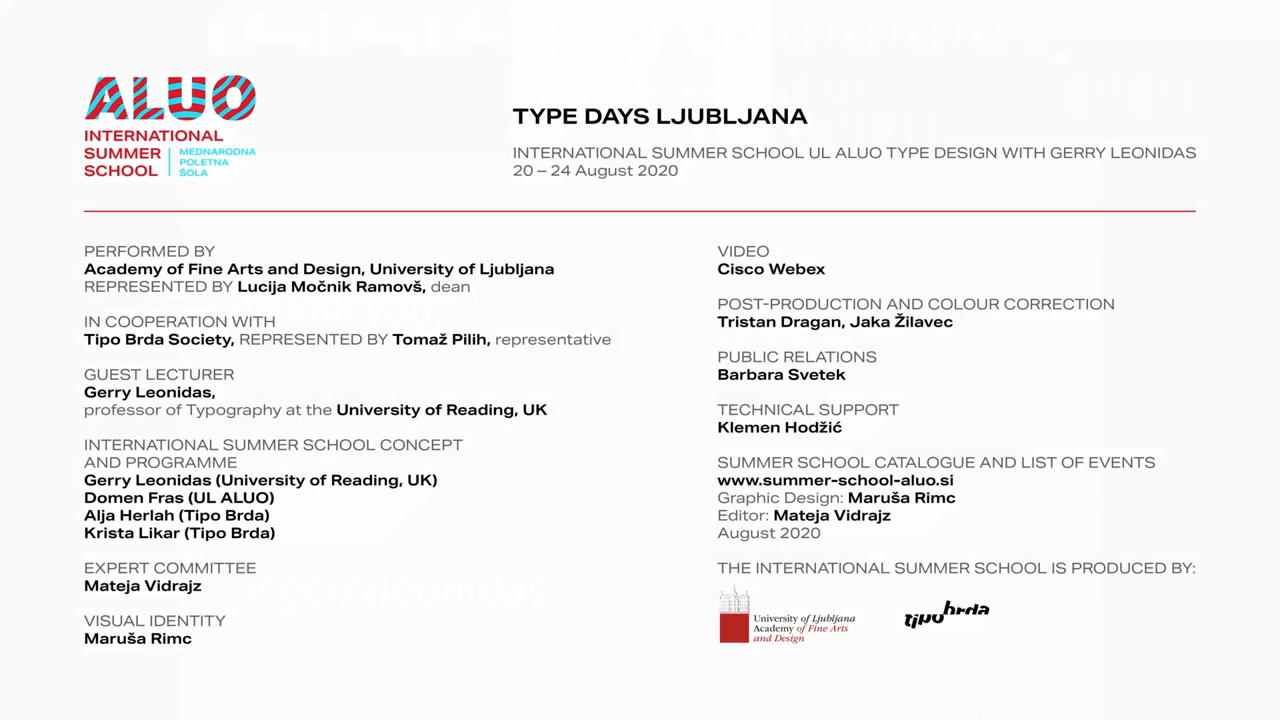 ALUO
INTERNATIONAL
SUMMER
SCHOOL
MEDNARODNA
POLETNA
ŠOLA
TYPE DAYS LJUBLJANA
INTERNATIONAL SUMMER SCHOOL UL ALUO TYPE DESIGN WITH GERRY LEONIDAS
20 – 24 August 2020
PERFORMED BY
Academy of Fine Arts and Design, University of Ljubljana
REPRESENTED BY Lucija Močnik Ramovš, dean
IN COOPERATION WITH
Tipo Brda Society, REPRESENTED BY Tomaž Pilih, representative
GUEST LECTURER
Gerry Leonidas,
professor of Typography at the University of Reading, UK
INTERNATIONAL SUMMER SCHOOL CONCEPT
AND PROGRAMME
Gerry Leonidas (University of Reading, UK)
Domen Fras (UL ALUO)
Alja Herlah (Tipo Brda)
Krista Likar (Tipo Brda)
EXPERT COMMITTEE
Mateja Vidrajz
VISUAL IDENTITY
Maruša Rimc
VIDEO
Cisco Webex
POST-PRODUCTION AND COLOUR CORRECTION
Tristan Dragan, Jaka Žilavec
PUBLIC RELATIONS
Barbara Svetek
TECHNICAL SUPPORT
Klemen Hodžić
SUMMER SCHOOL CATALOGUE AND LIST OF EVENTS
www.summer-school-aluo.si
Graphic Design: Maruša Rimc
Editor: Mateja Vidrajz
August 2020
THE INTERNATIONAL SUMMER SCHOOL IS PRODUCED BY:
University of Ljubljana
Academy of Fine Arts
and Design
tipobrda
@gerryleonidas